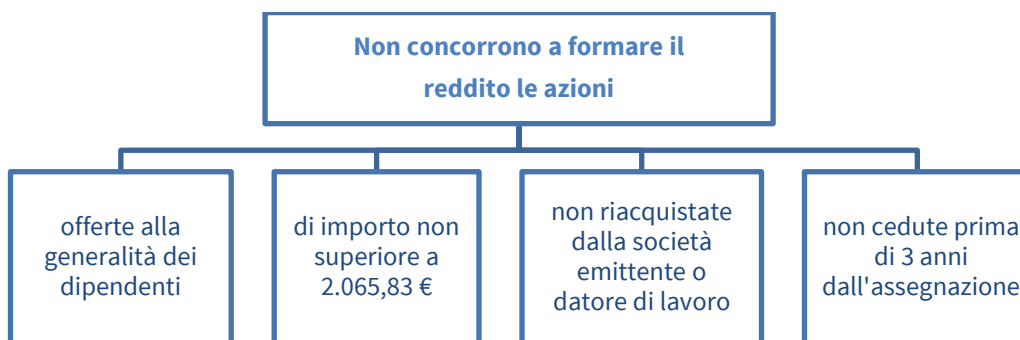 Non concorrono a formare il
reddito le azioni
offerte alla
generalità dei
dipendenti
di importo non
superiore a
2.065,83 €
non riacquistate
dalla società
emittente o
datore di lavoro
non cedute prima
di 3 anni
dall'assegnazione